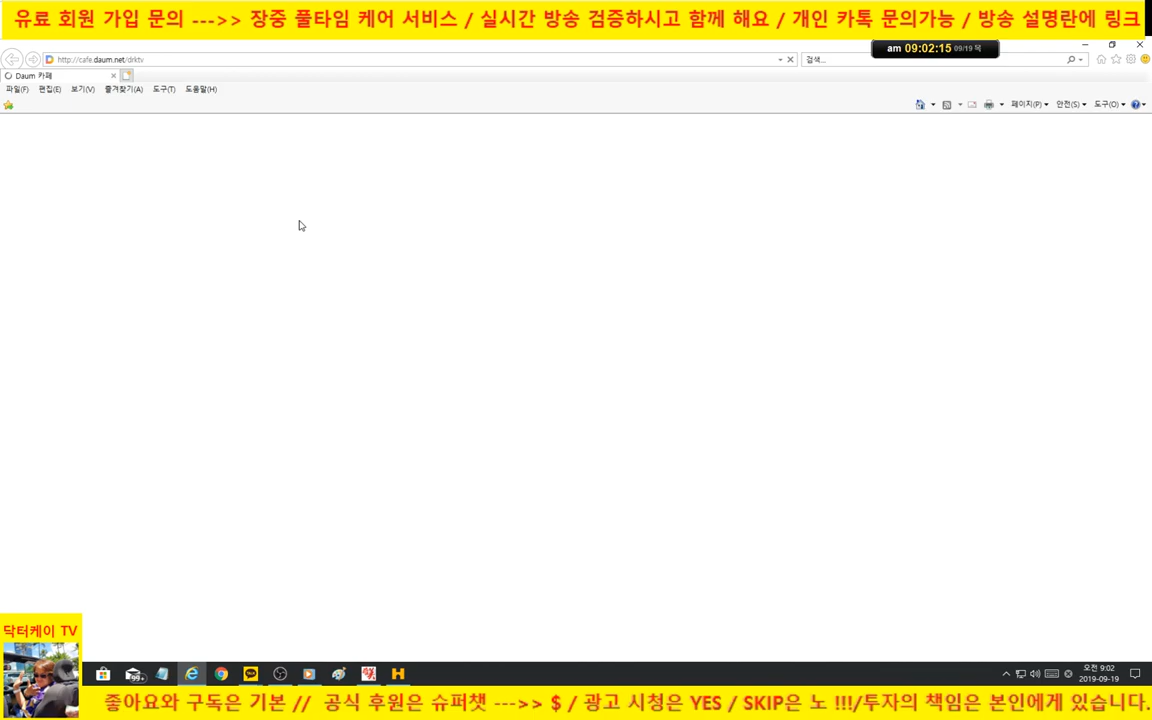 유료 회원 가입 문의 --->> 장중 풀타임 케어 서비스 / 실시간 방송 검증하시고 함께 해요 / 개인 카톡 문의가능 / 방송 설명란에 링크
am 09:02:15 09/19 목
http://cafe.daum.net/drktv
검색...
Daum 카페
파일(F) 편집(E) 보기(V) 즐겨찾기(A) 도구(T) 도움말(H)
페이지(P) 안전(S) 도구(O)
닥터케이 TV
99+
오전 9:02
2019-09-19
좋아요와 구독은 기본 // 공식 후원은 슈퍼챗 --->> $ / 광고 시청은 YES / SKIP은 노 !!!/투자의 책임은 본인에게 있습니다.